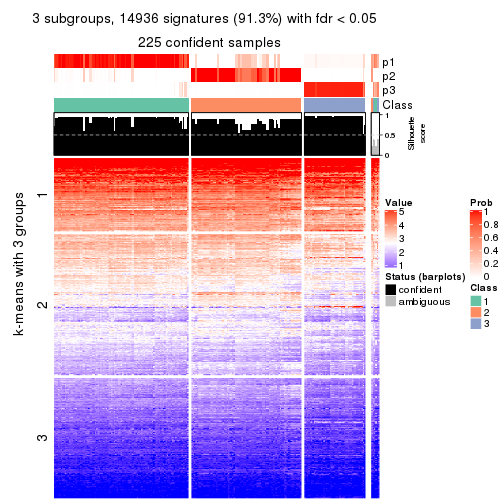 3 subgroups, 14936 signatures (91.3%) with fdr < 0.05
225 confident samples
p1
p2
p3
Class
1
0.5
0
Silhouette
score
k-means with 3 groups
1
2
3
Value
5
4
3
2
1
Status (barplots)
confident
ambiguous
Prob
1
0.8
0.6
0.4
0.2
0
Class
1
2
3